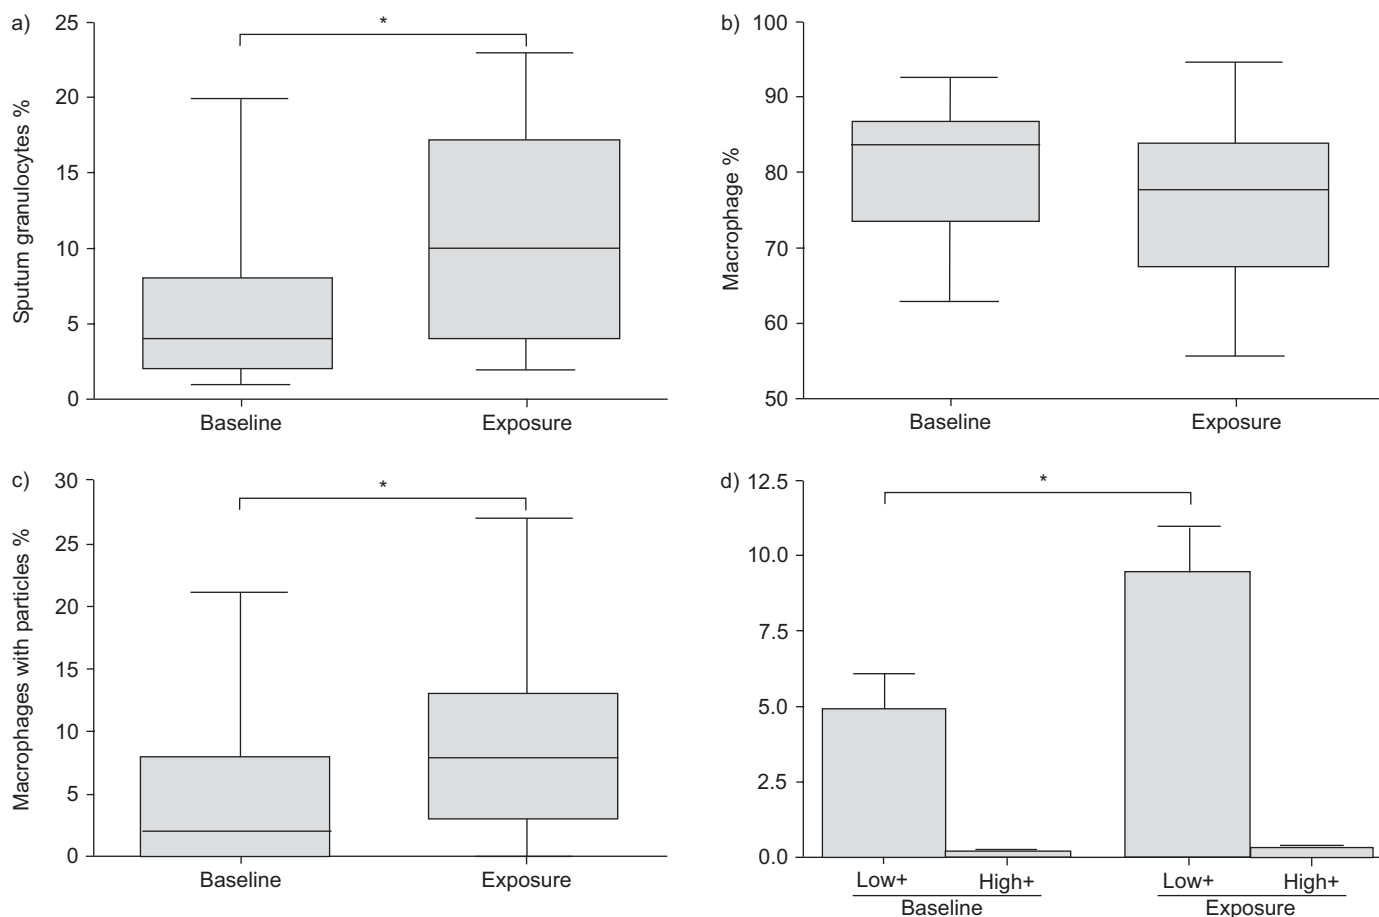 a)
Sputum granulocytes %
25
20
15
10
5
0
*
Baseline Exposure
b)
Macrophage %
100
90
80
70
60
50
Baseline Exposure
c)
Macrophages with particles %
30
25
20
15
10
5
0
*
Baseline Exposure
d)
12.5
10.0
7.5
5.0
2.5
0.0
*
Low+ High+ Low+ High+
Baseline Exposure